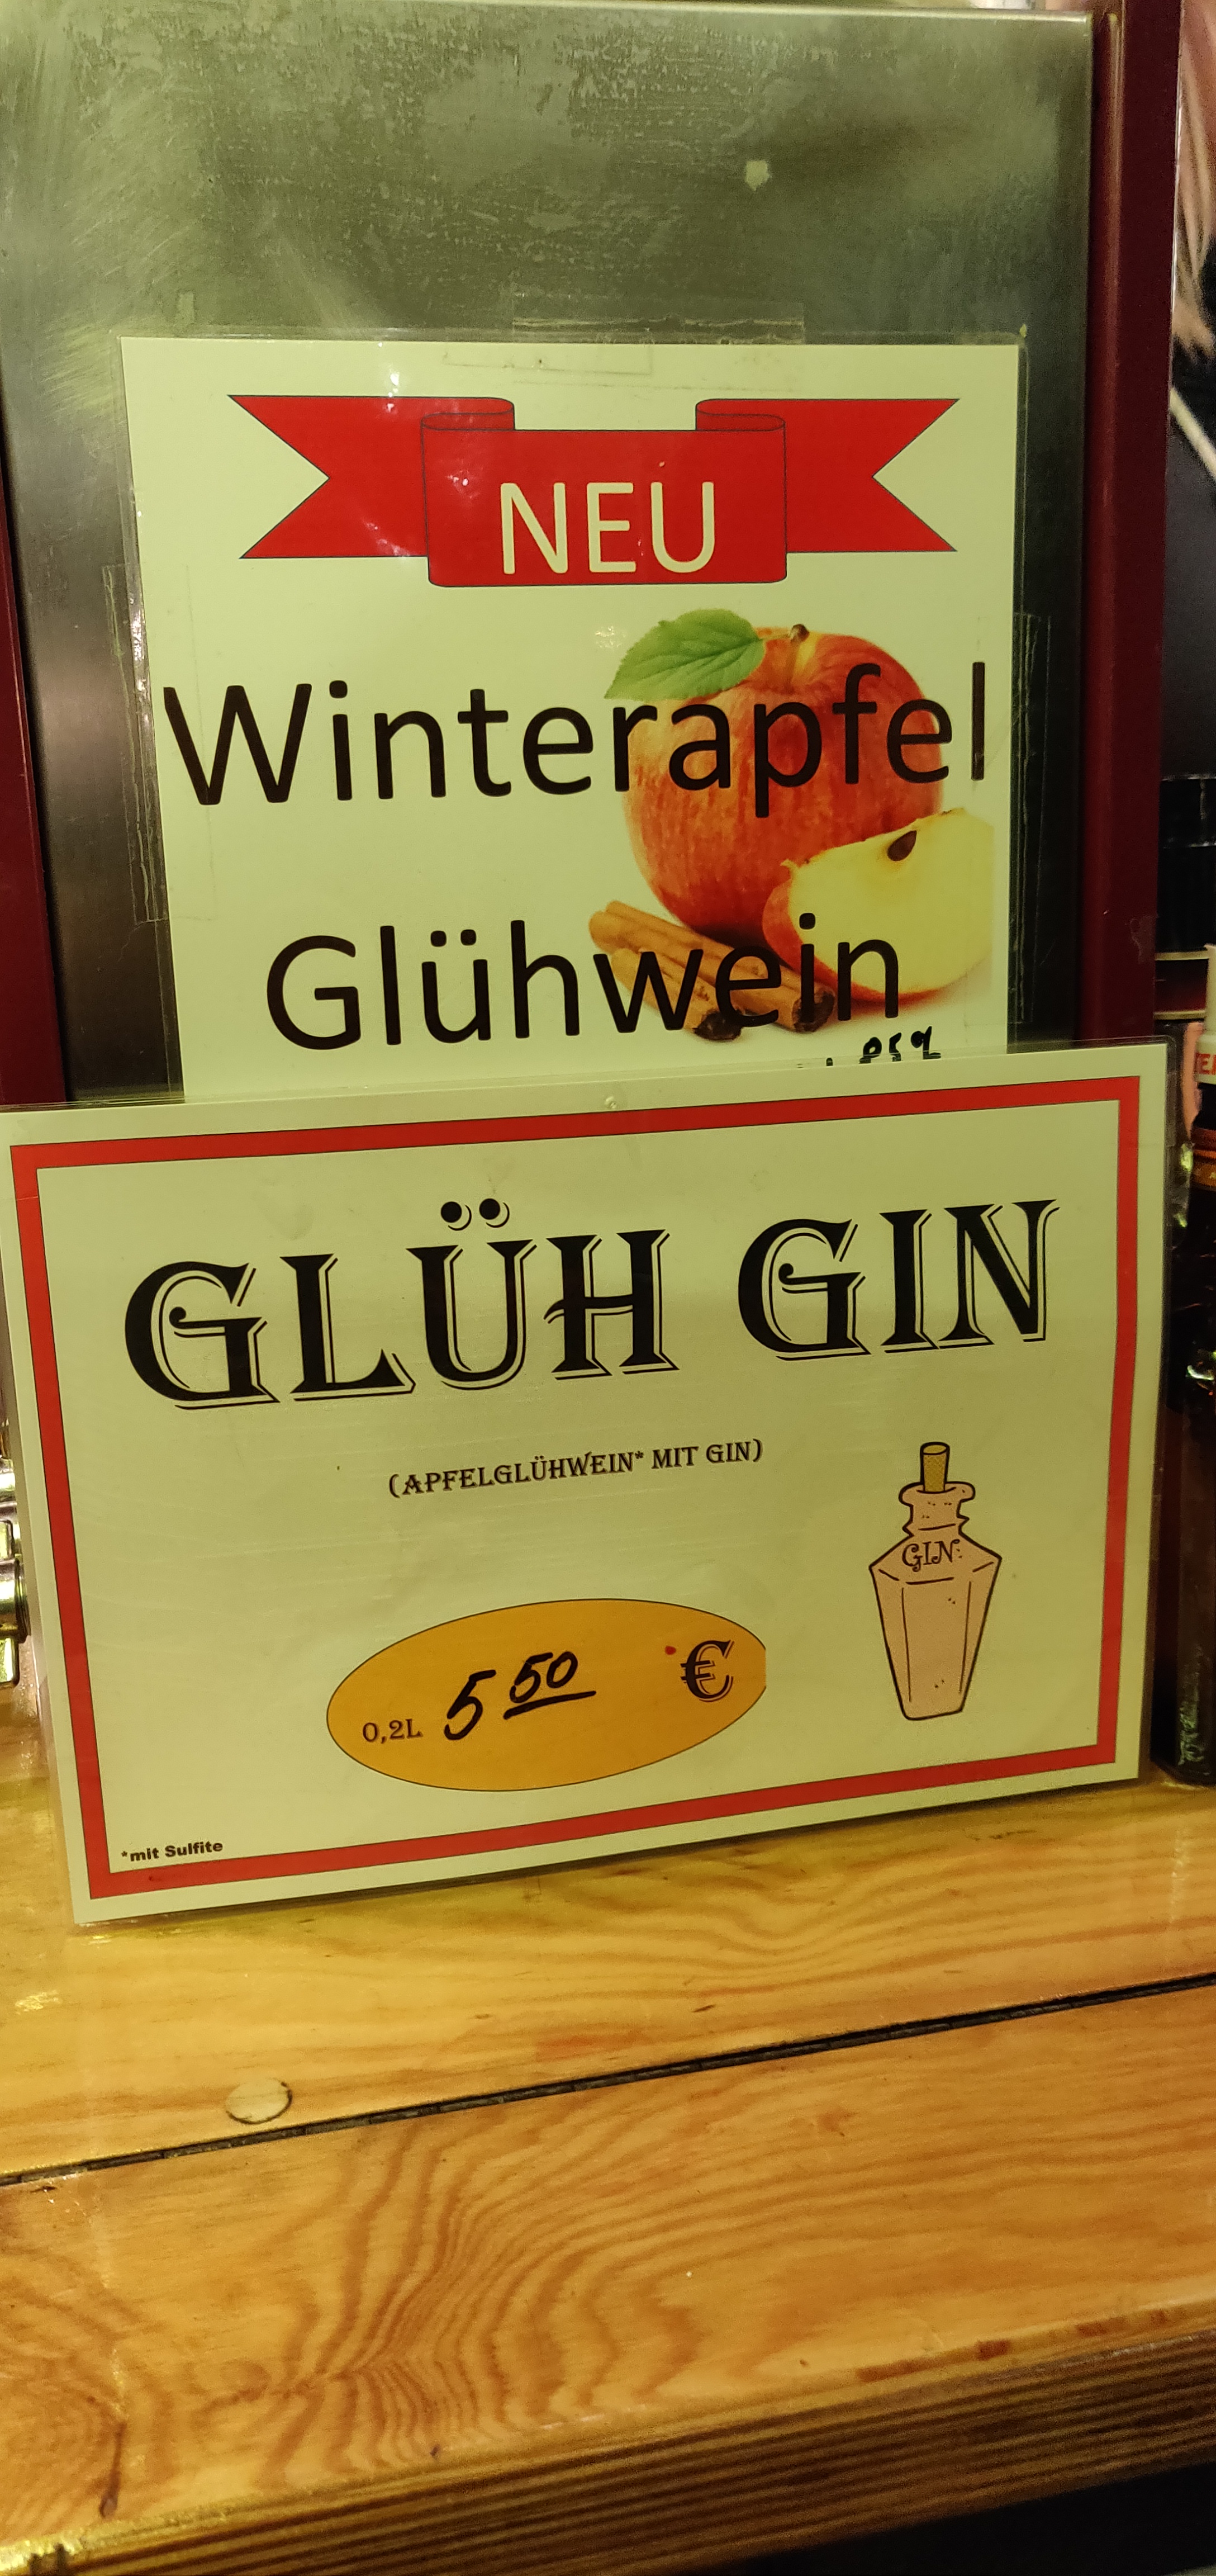 NEU
Winterapfel
Glühwein
GLÜH GIN
(APFELGLÜHWEIN* MIT GIN)
GIN
0,2L 5 50 €
*mit Sulfite